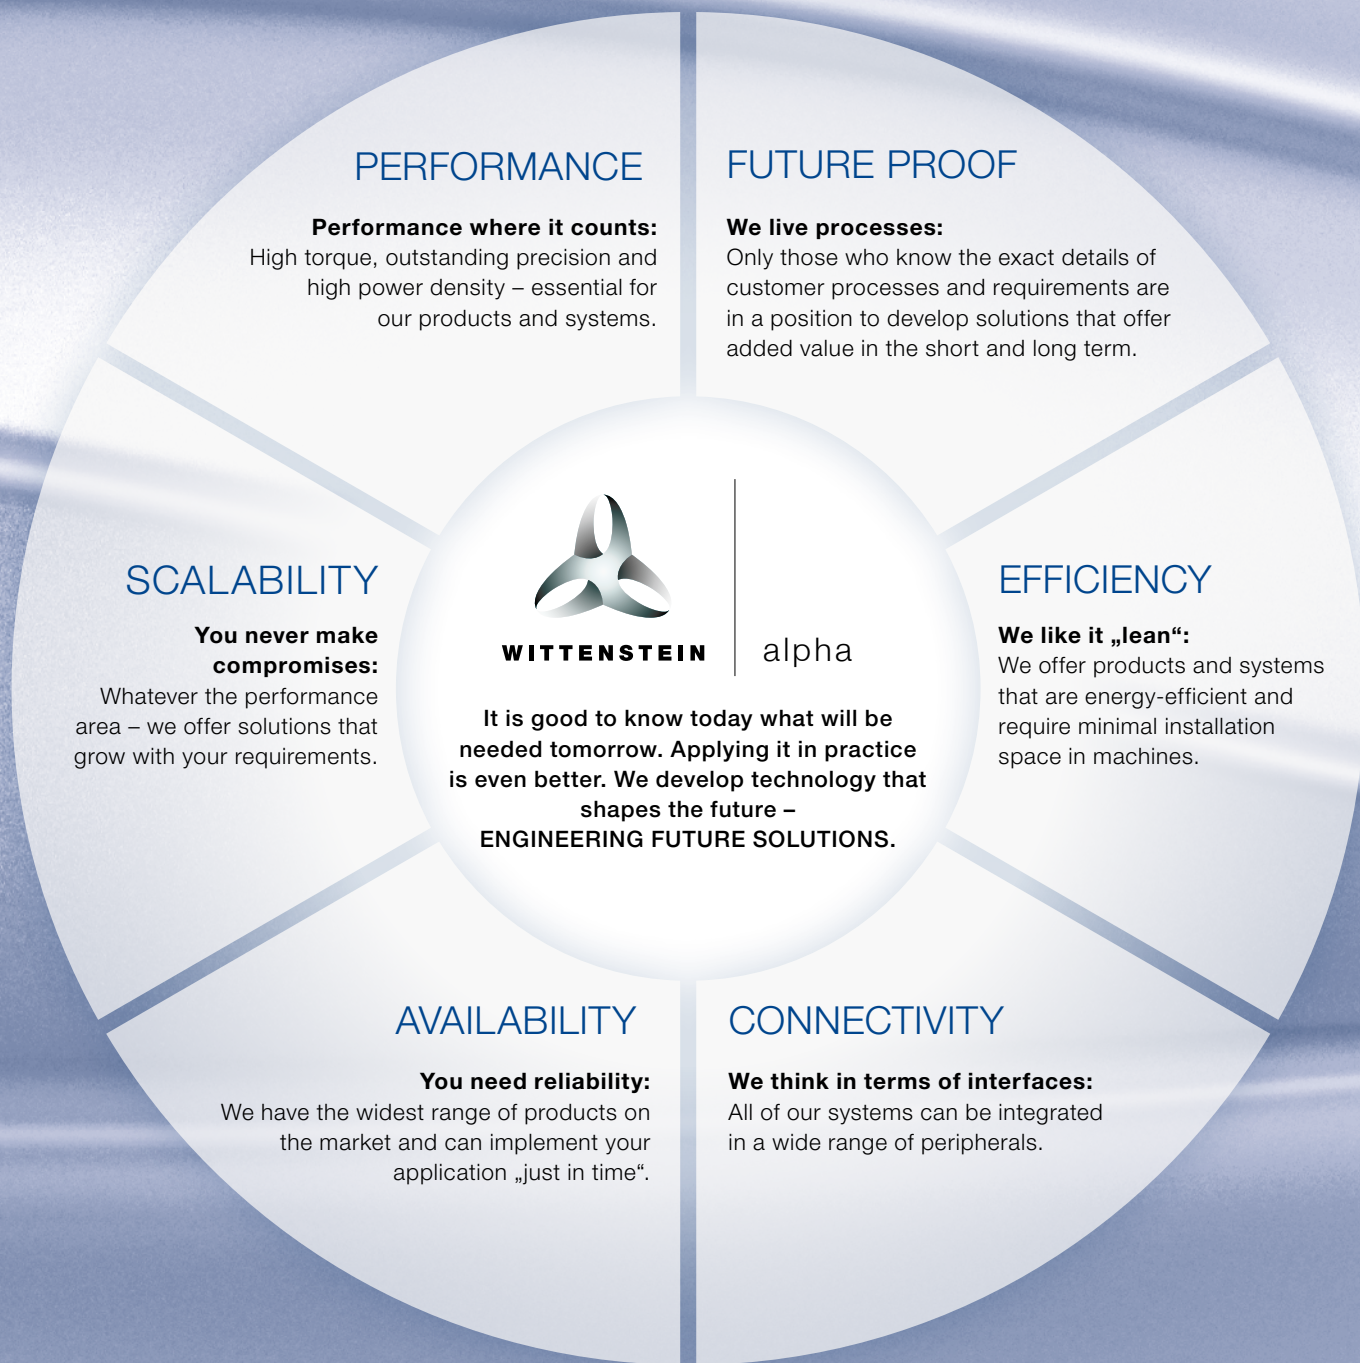 PERFORMANCE
Performance where it counts:
High torque, outstanding precision and
high power density – essential for
our products and systems.
FUTURE PROOF
We live processes:
Only those who know the exact details of
customer processes and requirements are
in a position to develop solutions that offer
added value in the short and long term.
SCALABILITY
You never make
compromises:
Whatever the performance
area – we offer solutions that
grow with your requirements.
WITTENSTEIN
alpha
It is good to know today what will be
needed tomorrow. Applying it in practice
is even better. We develop technology that
shapes the future –
ENGINEERING FUTURE SOLUTIONS.
EFFICIENCY
We like it „lean“:
We offer products and systems
that are energy-efficient and
require minimal installation
space in machines.
AVAILABILITY
You need reliability:
We have the widest range of products on
the market and can implement your
application „just in time“.
CONNECTIVITY
We think in terms of interfaces:
All of our systems can be integrated
in a wide range of peripherals.